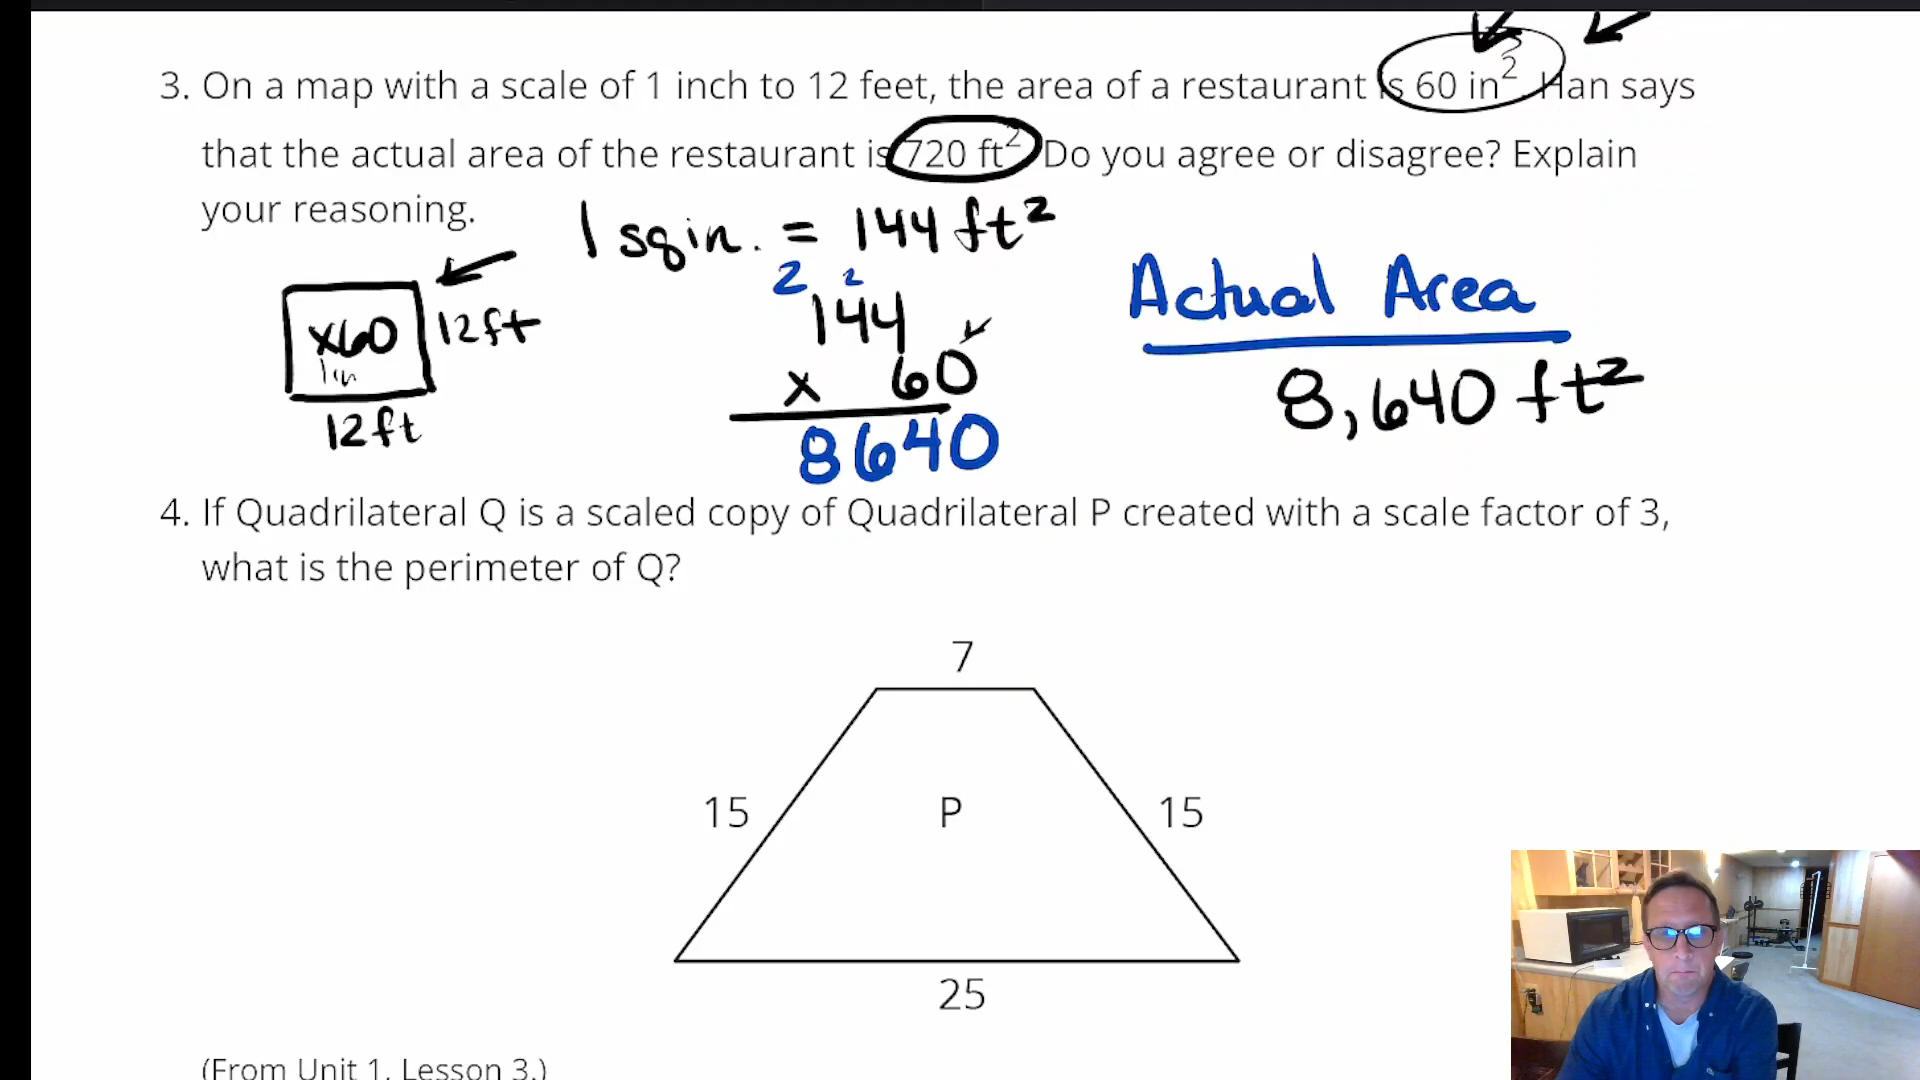 3. On a map with a scale of 1 inch to 12 feet, the area of a restaurant is 60 in². Han says
that the actual area of the restaurant is 720 ft². Do you agree or disagree? Explain
your reasoning.
1 sq in. = 144 ft²
2 2
144
x 60
8640
x60
1 in
12ft
12ft
Actual Area
8,640 ft²
4. If Quadrilateral Q is a scaled copy of Quadrilateral P created with a scale factor of 3,
what is the perimeter of Q?
7
15 P 15
25
(From Unit 1, Lesson 3.)